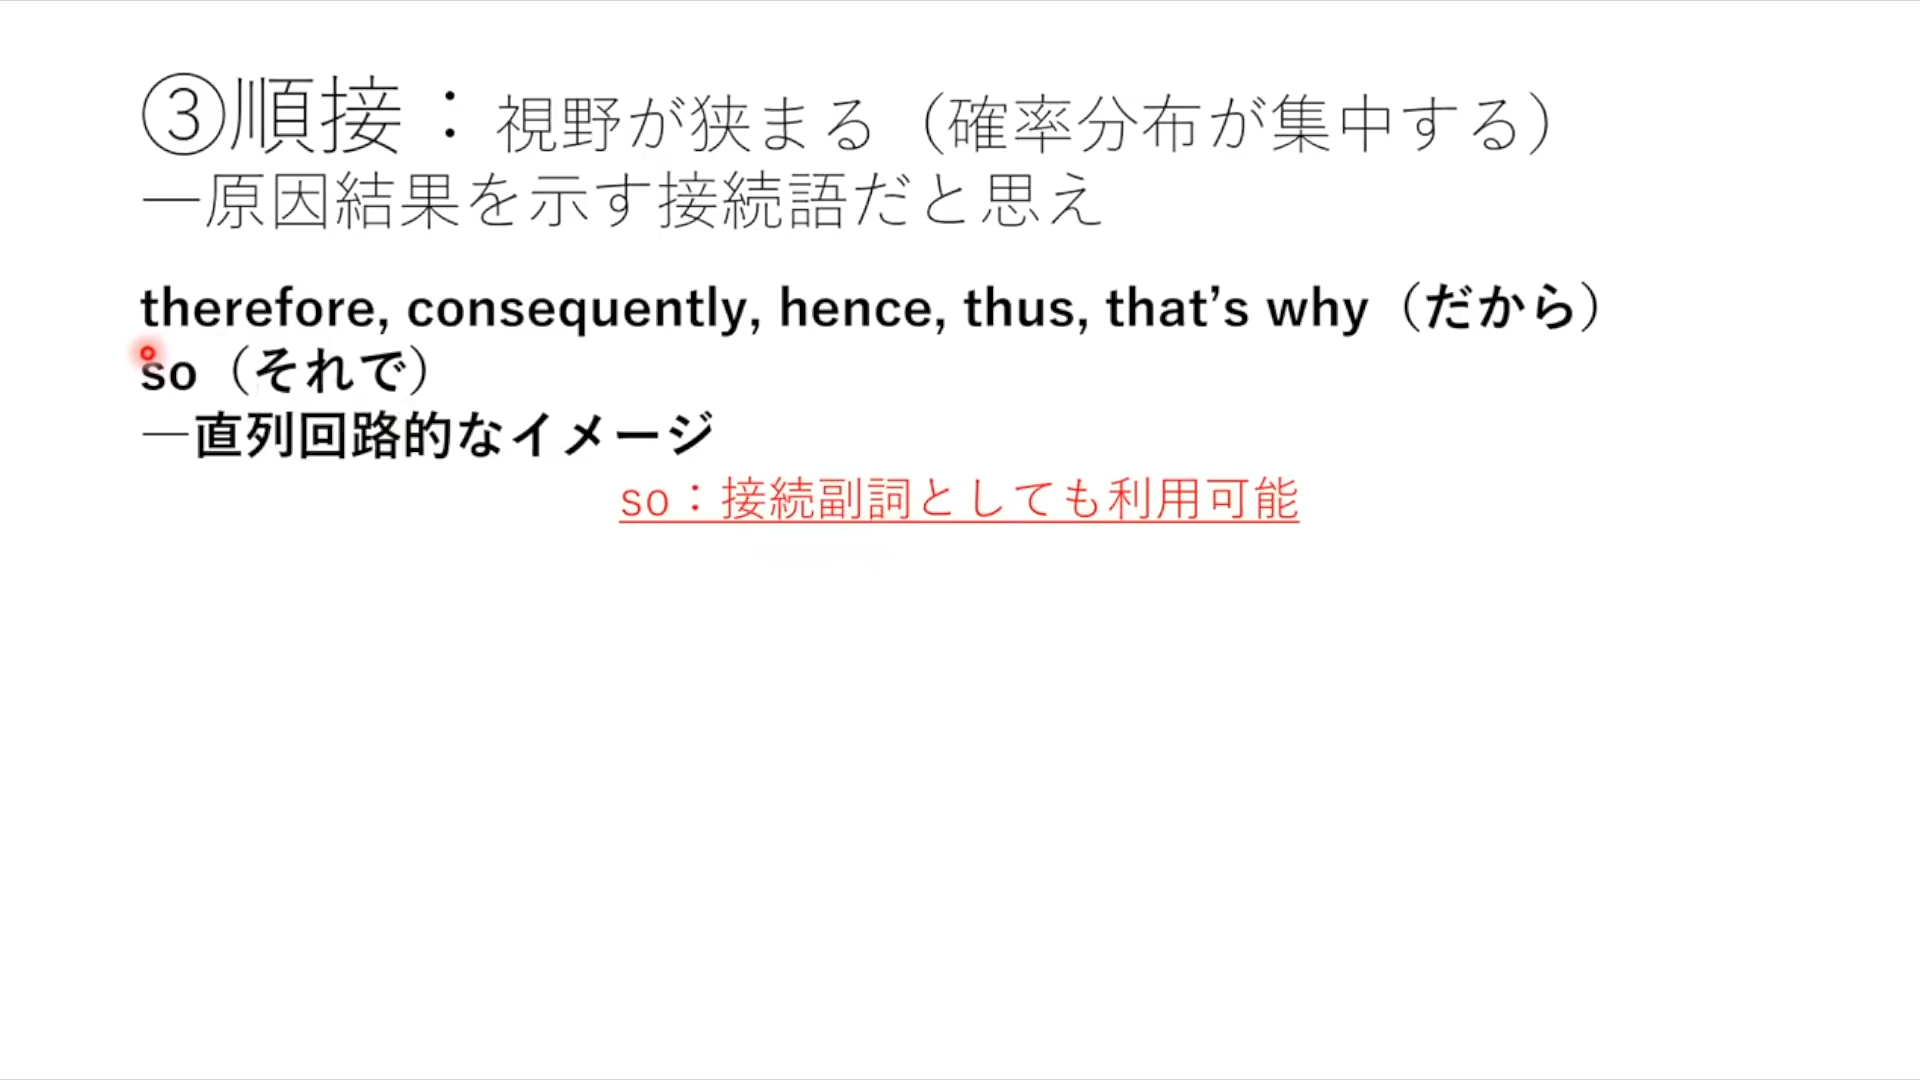 ③順接：視野が狭まる（確率分布が集中する）
―原因結果を示す接続語だと思え
therefore, consequently, hence, thus, that’s why（だから）
so（それで）
―直列回路的なイメージ
so：接続副詞としても利用可能